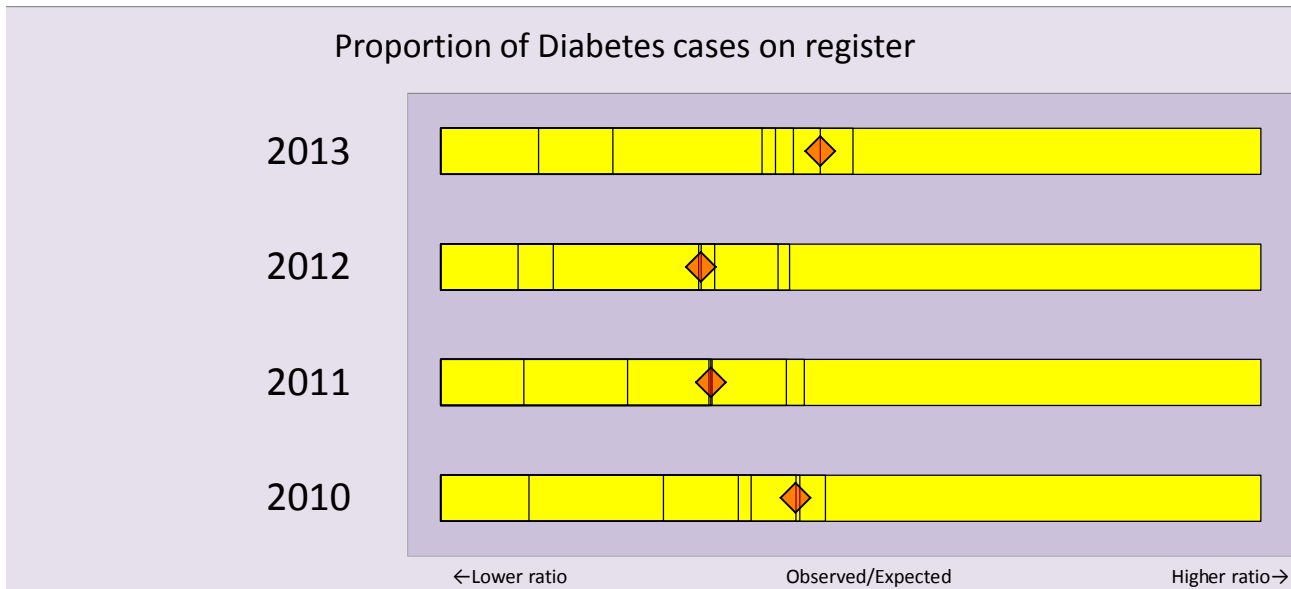 Proportion of Diabetes cases on register
2013
2012
2011
2010
←Lower ratio Observed/Expected Higher ratio→